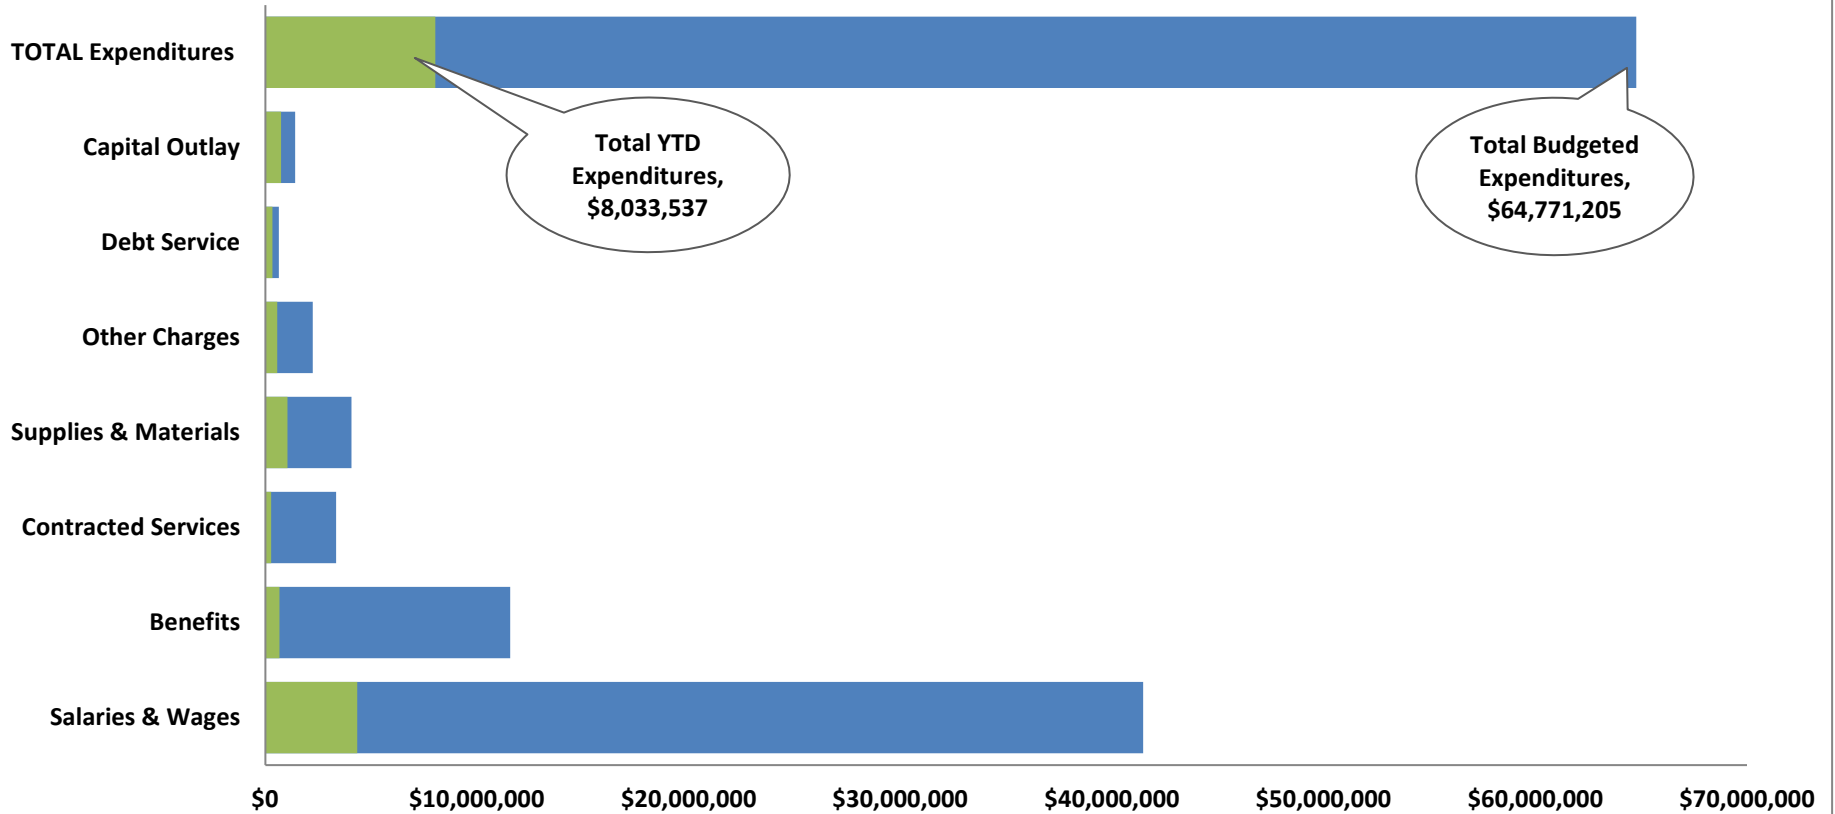 TOTAL Expenditures
Total YTD
Expenditures,
$8,033,537
Total Budgeted
Expenditures,
$64,771,205
Capital Outlay
Debt Service
Other Charges
Supplies & Materials
Contracted Services
Benefits
Salaries & Wages
$0 $10,000,000 $20,000,000 $30,000,000 $40,000,000 $50,000,000 $60,000,000 $70,000,000